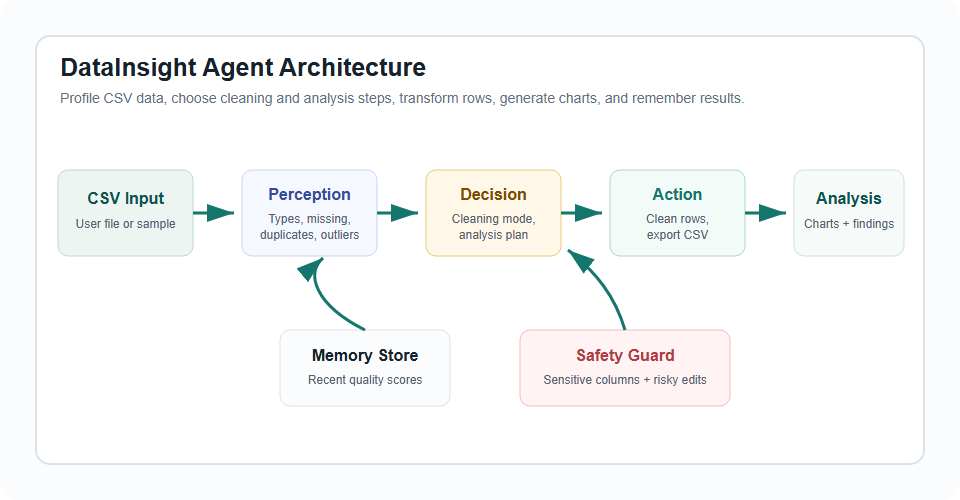 DataInsight Agent Architecture
Profile CSV data, choose cleaning and analysis steps, transform rows, generate charts, and remember results.
CSV Input
User file or sample
Perception
Types, missing,
duplicates, outliers
Decision
Cleaning mode,
analysis plan
Action
Clean rows,
export CSV
Analysis
Charts + findings
Memory Store
Recent quality scores
Safety Guard
Sensitive columns + risky edits